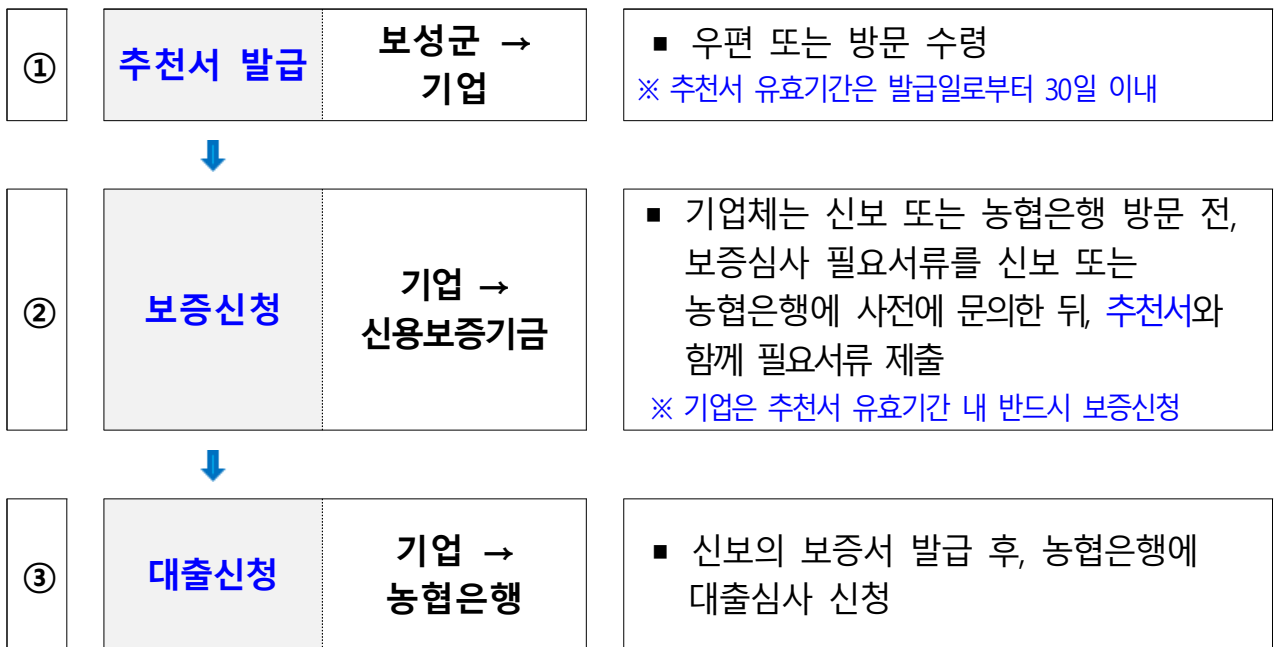 ①
추천서 발급
보성군 →
기업
■ 우편 또는 방문 수령
※ 추천서 유효기간은 발급일로부터 30일 이내
②
보증신청
기업 →
신용보증기금
■ 기업체는 신보 또는 농협은행 방문 전,
보증심사 필요서류를 신보 또는
농협은행에 사전에 문의한 뒤, 추천서와
함께 필요서류 제출
※ 기업은 추천서 유효기간 내 반드시 보증신청
③
대출신청
기업 →
농협은행
■ 신보의 보증서 발급 후, 농협은행에
대출심사 신청